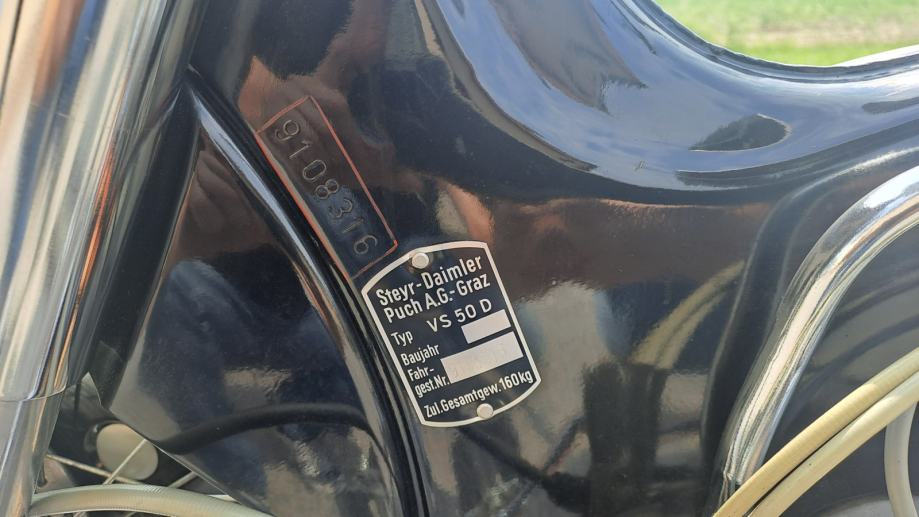 9108316
Steyr-Daimler
Puch A.G.-Graz
Typ VS 50 D
Baujahr
Fahr-
gest.Nr.
Zul.Gesamtgew.160kg